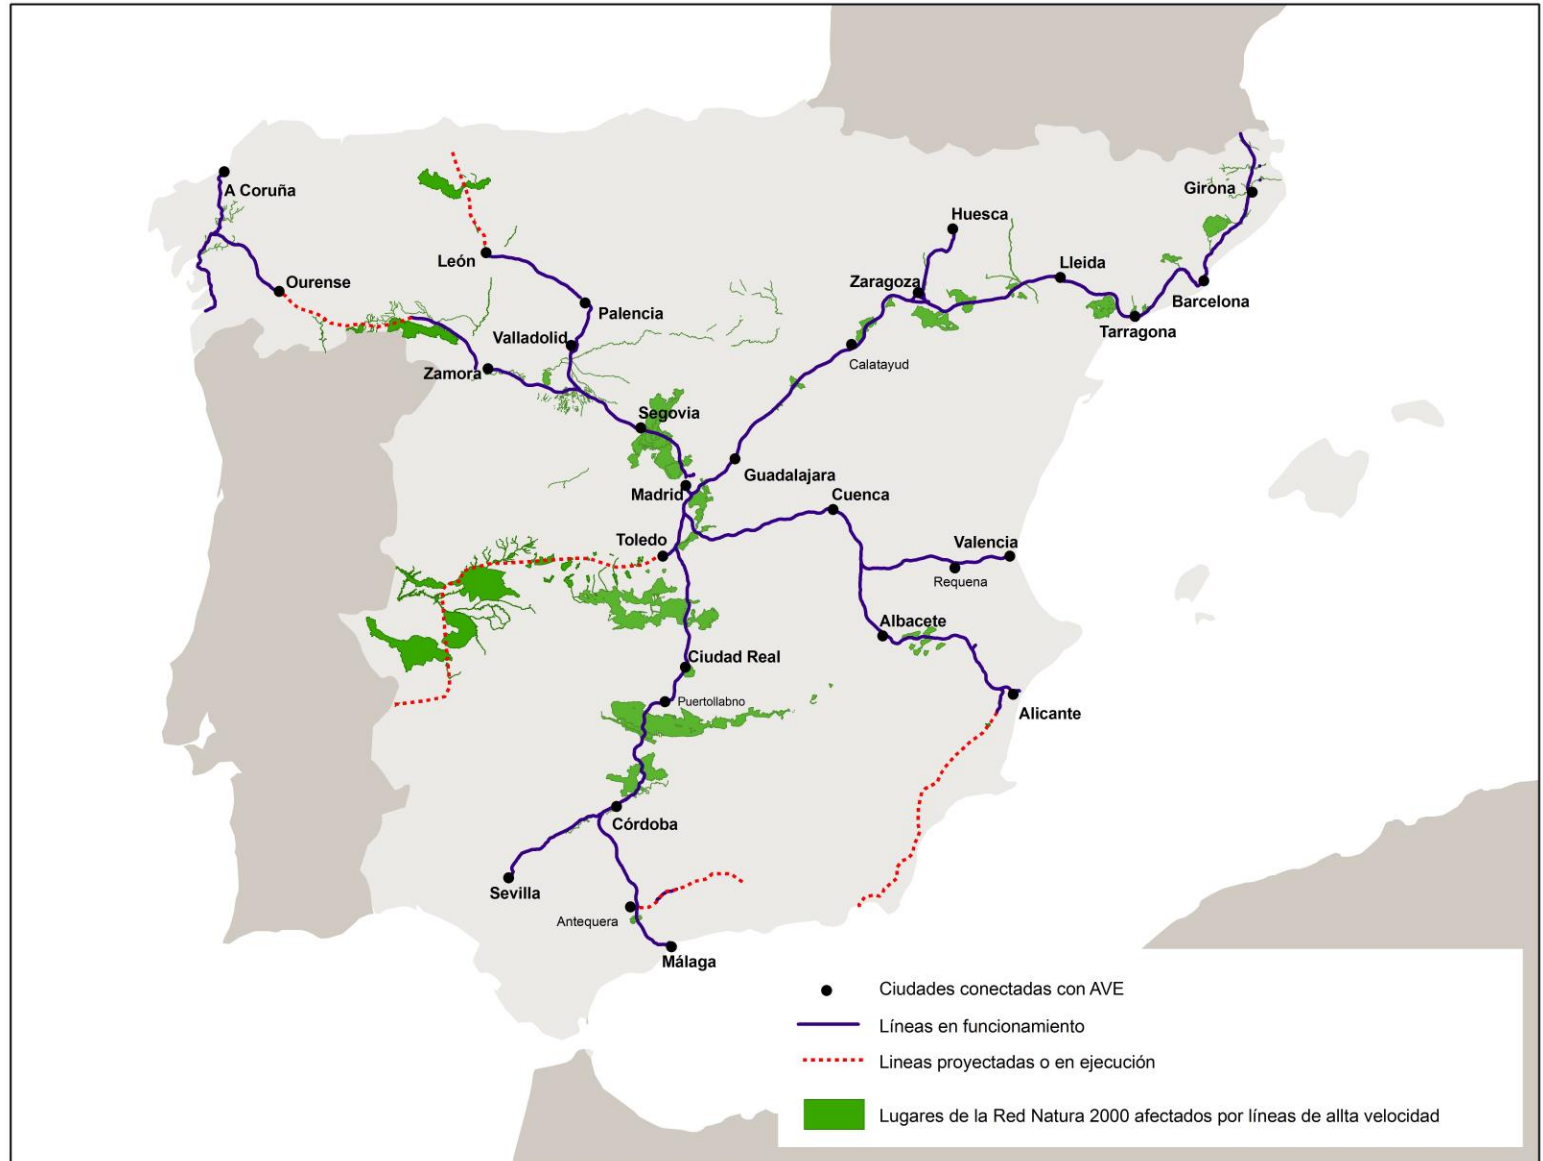 A Coruña
Girona
Huesca
León
Lleida
Ourense
Zaragoza
Barcelona
Palencia
Tarragona
Valladolid
Calatayud
Zamora
Segovia
Guadalajara
Madrid
Cuenca
Toledo
Valencia
Requena
Albacete
Ciudad Real
Puertollabno
Alicante
Córdoba
Sevilla
Antequera
Málaga
Ciudades conectadas con AVE
Líneas en funcionamiento
Lineas proyectadas o en ejecución
Lugares de la Red Natura 2000 afectados por líneas de allta velocidad